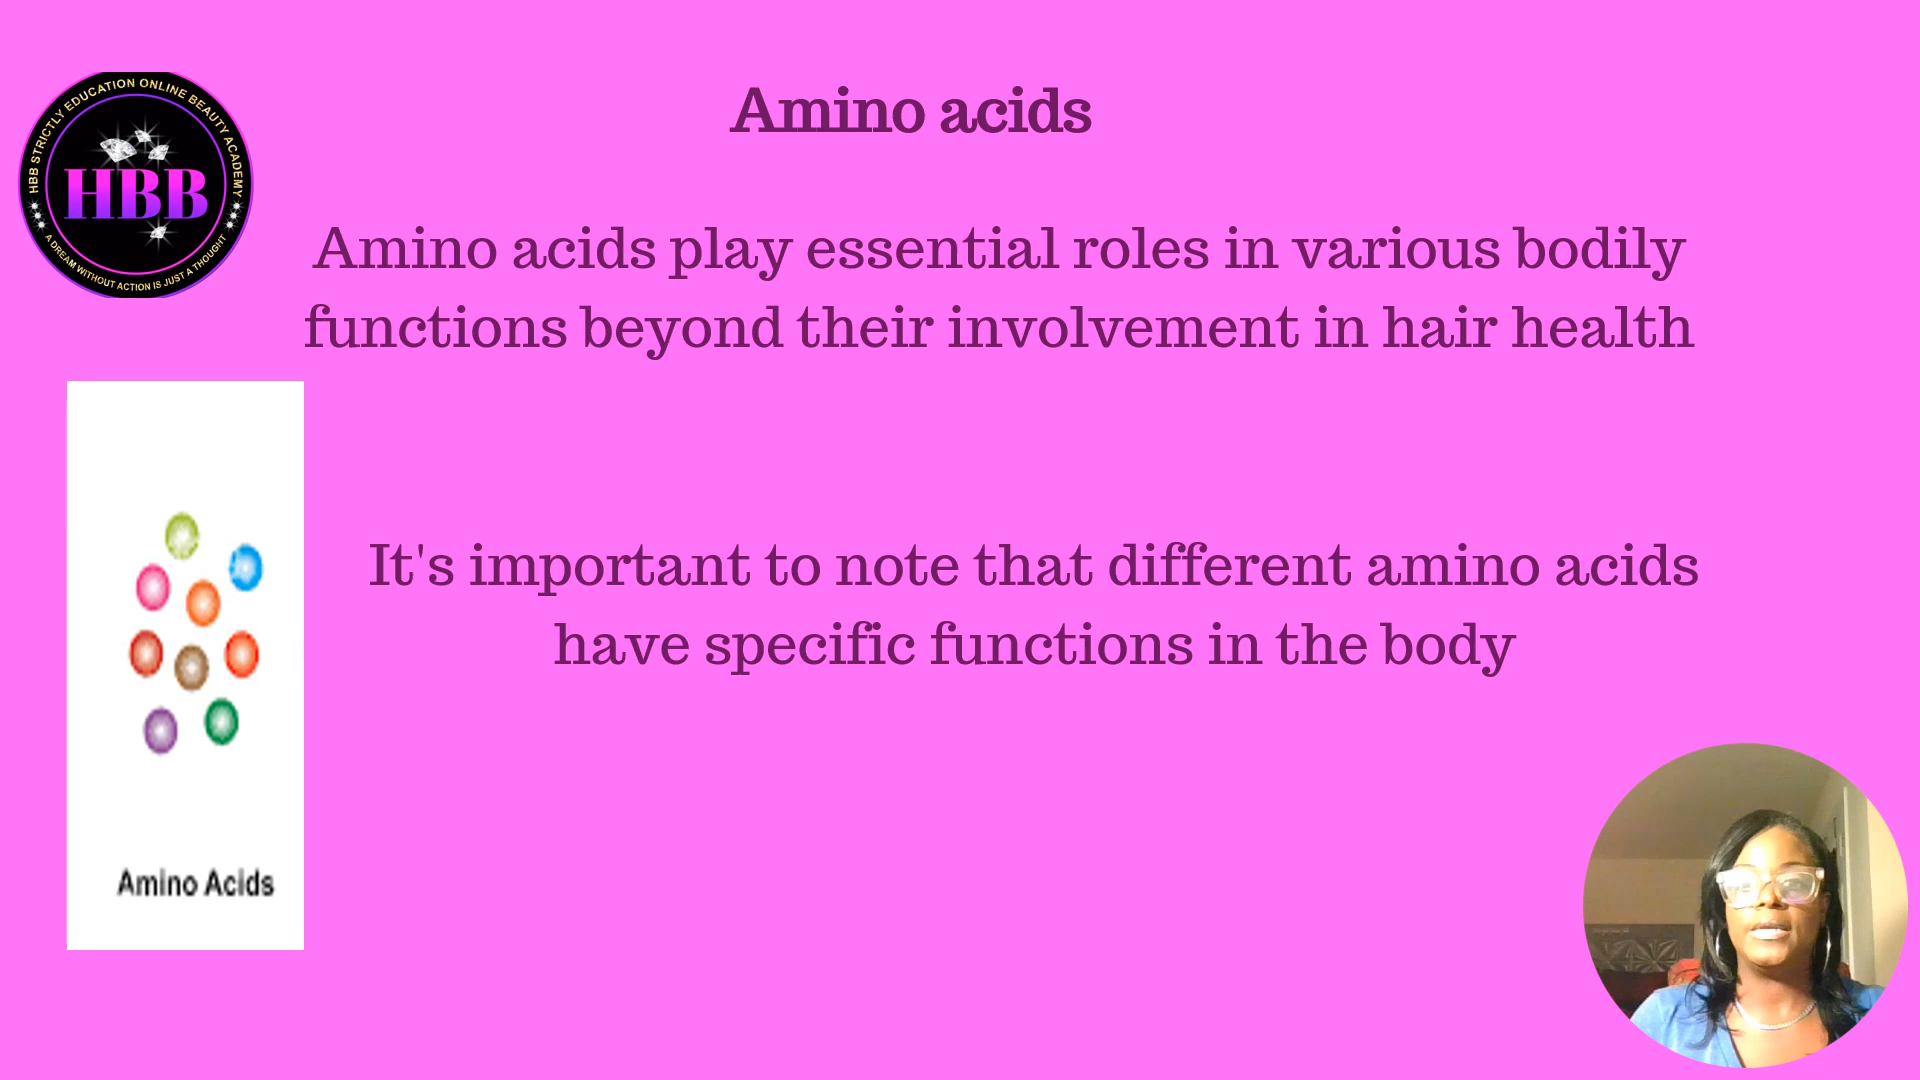 HBB STRICTLY EDUCATION ONLINE BEAUTY ACADEMY
HBB
A DREAM WITHOUT ACTION IS JUST A THOUGHT
Amino acids
Amino acids play essential roles in various bodily
functions beyond their involvement in hair health
It's important to note that different amino acids
have specific functions in the body
Amino Acids